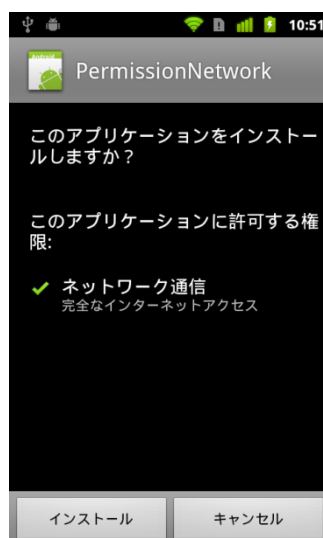 10:51
PermissionNetwork
このアプリケーションをインストー
ルしますか？
このアプリケーションに許可する権
限:
ネットワーク通信
完全なインターネットアクセス
インストール
キャンセル